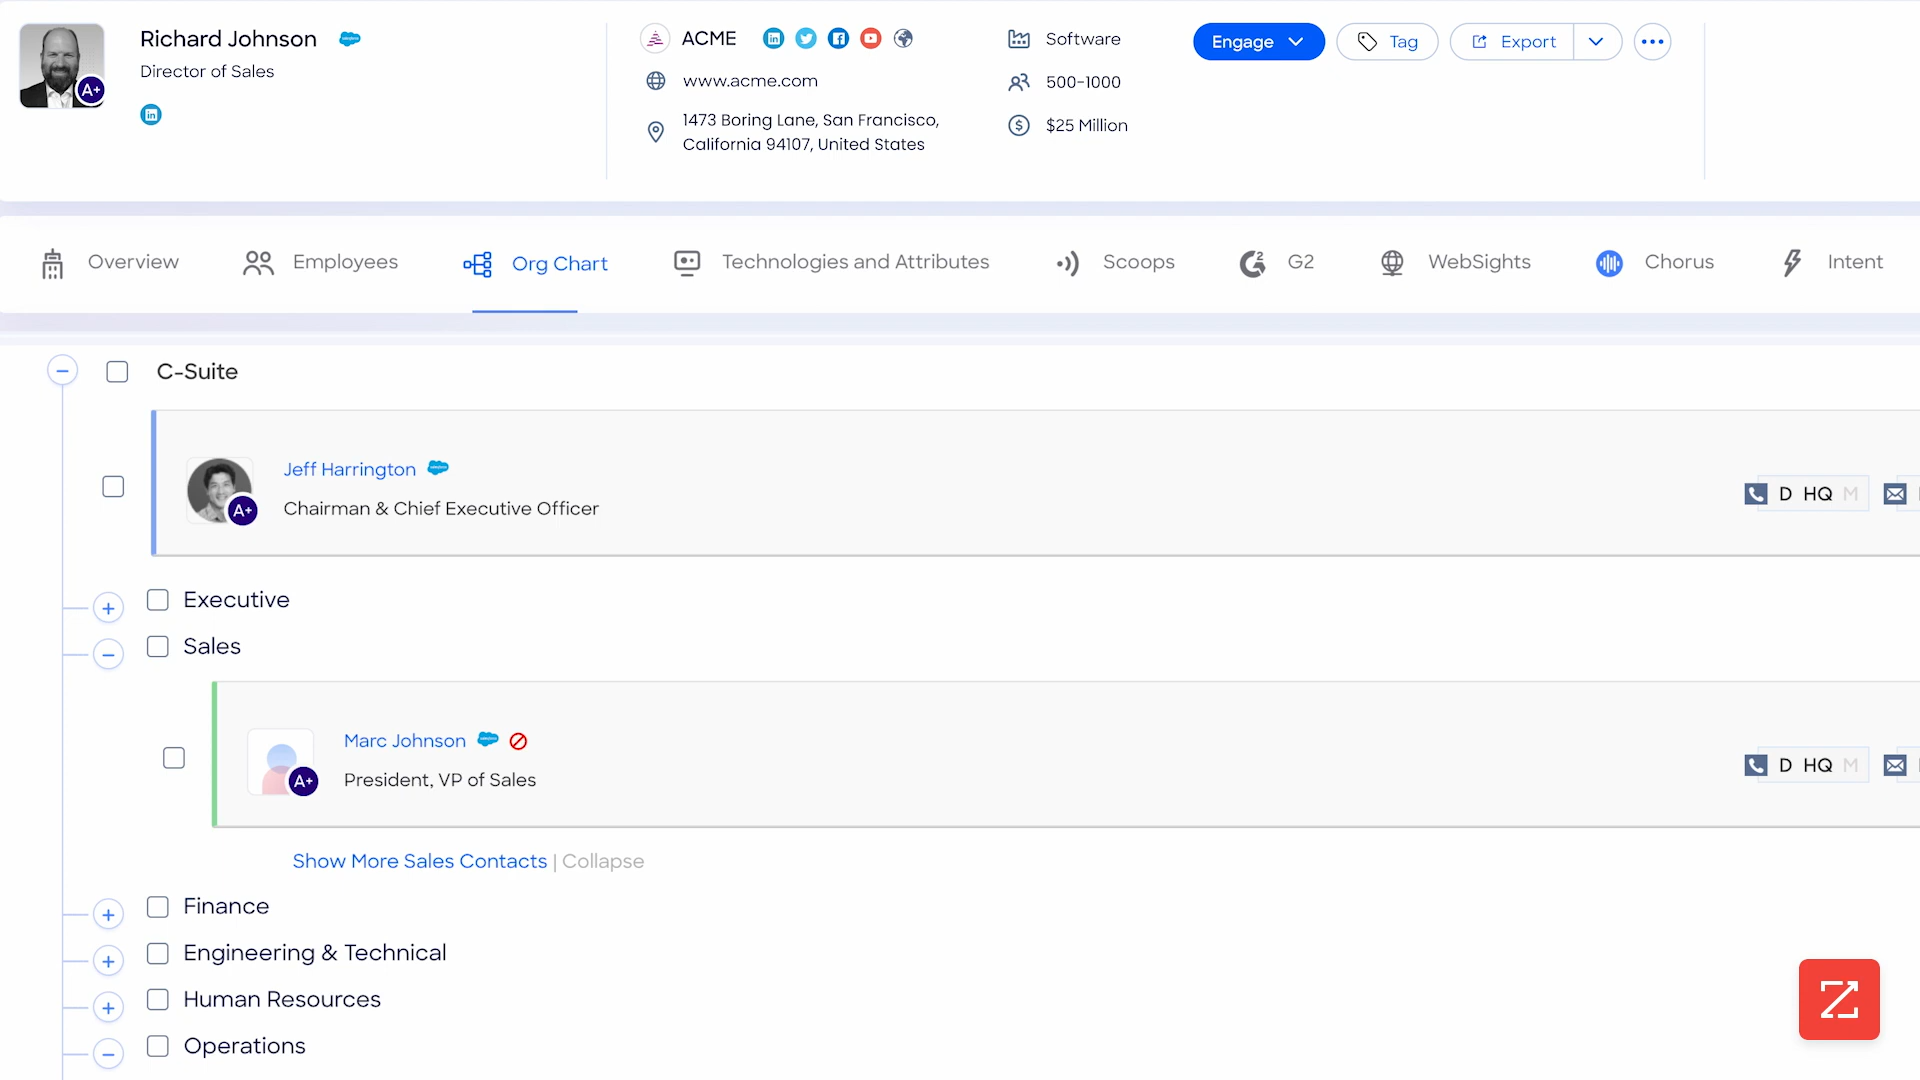 Richard Johnson
Director of Sales
A+
ACME
www.acme.com
1473 Boring Lane, San Francisco,
California 94107, United States
Software
500-1000
$25 Million
Engage
Tag
Export
Overview
Employees
Org Chart
Technologies and Attributes
Scoops
G2
WebSights
Chorus
Intent
C-Suite
Jeff Harrington
A+
Chairman & Chief Executive Officer
D HQ M
Executive
Sales
Marc Johnson
A+
President, VP of Sales
D HQ M
Show More Sales Contacts | Collapse
Finance
Engineering & Technical
Human Resources
Operations